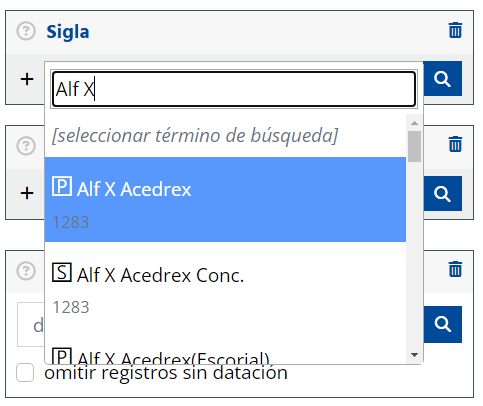 ? Sigla
+
Alf X
[seleccionar término de búsqueda]
P Alf X Acedrex
1283
?
+
S Alf X Acedrex Conc.
?
1283
d
P Alf X Acedrex(Escorial)
omitir registros sin datación